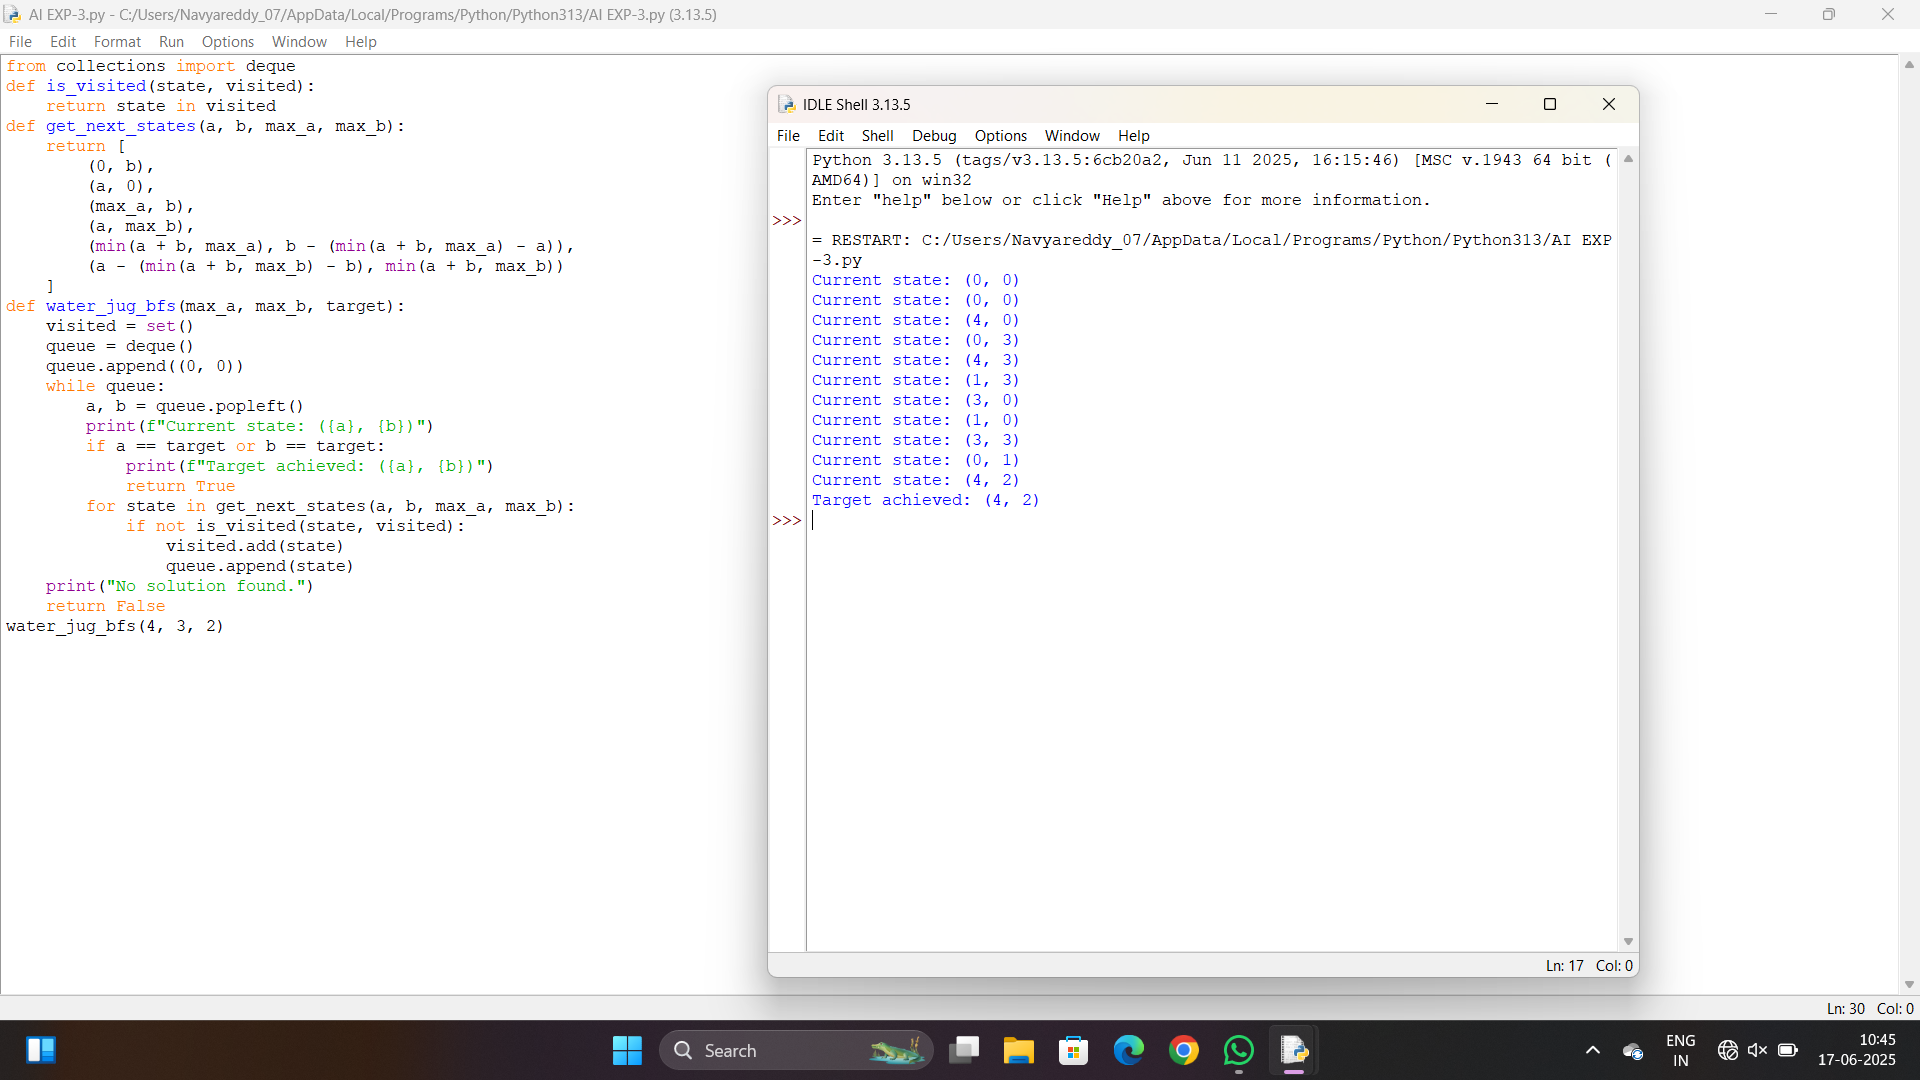 AI EXP-3.py - C:/Users/Navyareddy_07/AppData/Local/Programs/Python/Python313/AI EXP-3.py (3.13.5)
File Edit Format Run Options Window Help
from collections import deque
def is_visited(state, visited):
    return state in visited
def get_next_states(a, b, max_a, max_b):
    return [
        (0, b),
        (a, 0),
        (max_a, b),
        (a, max_b),
        (min(a + b, max_a), b - (min(a + b, max_a) - a)),
        (a - (min(a + b, max_b) - b), min(a + b, max_b))
    ]
def water_jug_bfs(max_a, max_b, target):
    visited = set()
    queue = deque()
    queue.append((0, 0))
    while queue:
        a, b = queue.popleft()
        print(f"Current state: ({a}, {b})")
        if a == target or b == target:
            print(f"Target achieved: ({a}, {b})")
            return True
        for state in get_next_states(a, b, max_a, max_b):
            if not is_visited(state, visited):
                visited.add(state)
                queue.append(state)
    print("No solution found.")
    return False
water_jug_bfs(4, 3, 2)
IDLE Shell 3.13.5
File Edit Shell Debug Options Window Help
Python 3.13.5 (tags/v3.13.5:6cb20a2, Jun 11 2025, 16:15:46) [MSC v.1943 64 bit (
AMD64)] on win32
Enter "help" below or click "Help" above for more information.
>>>
= RESTART: C:/Users/Navyareddy_07/AppData/Local/Programs/Python/Python313/AI EXP
-3.py
Current state: (0, 0)
Current state: (0, 0)
Current state: (4, 0)
Current state: (0, 3)
Current state: (4, 3)
Current state: (1, 3)
Current state: (3, 0)
Current state: (1, 0)
Current state: (3, 3)
Current state: (0, 1)
Current state: (4, 2)
Target achieved: (4, 2)
>>>
Ln: 17 Col: 0
Ln: 30 Col: 0
Search
ENG
IN
10:45
17-06-2025